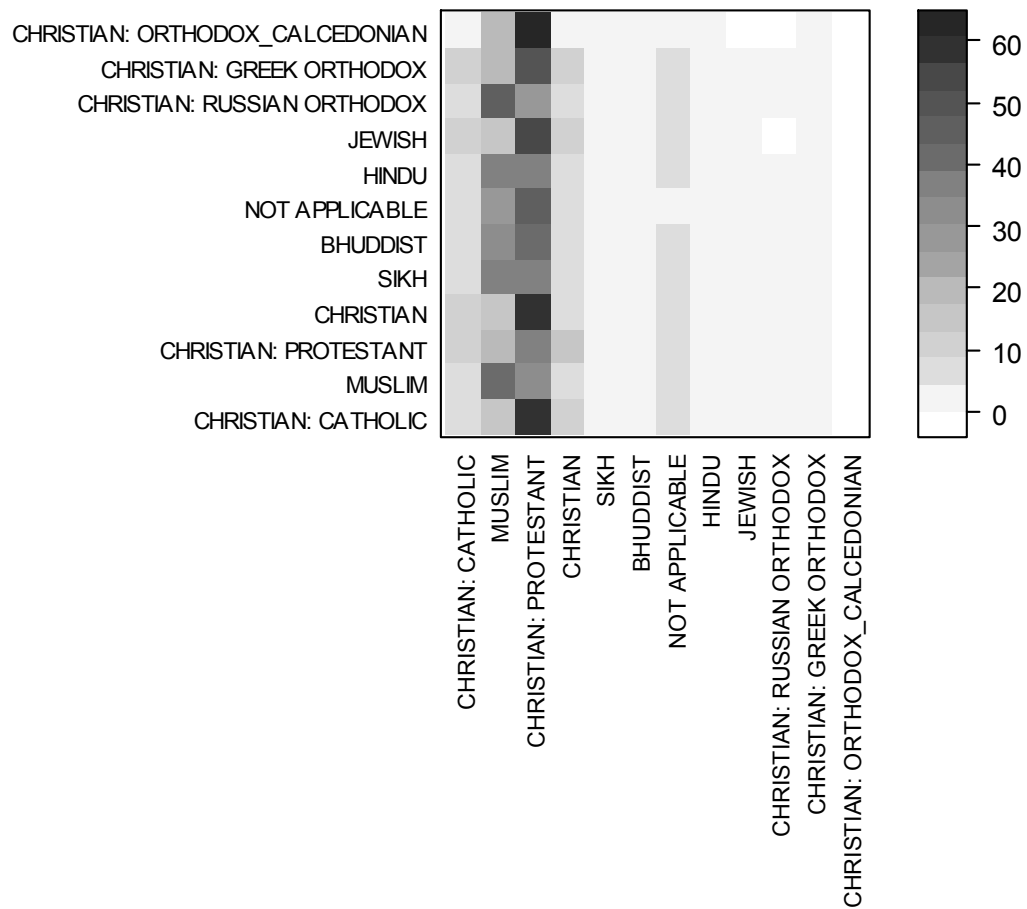 CHRISTIAN: ORTHODOX_CALCEDONIAN
CHRISTIAN: GREEK ORTHODOX
CHRISTIAN: RUSSIAN ORTHODOX
JEWISH
HINDU
NOT APPLICABLE
BHUDDIST
SIKH
CHRISTIAN
CHRISTIAN: PROTESTANT
MUSLIM
CHRISTIAN: CATHOLIC
60
50
40
30
20
10
0
CHRISTIAN: CATHOLIC
MUSLIM
CHRISTIAN: PROTESTANT
CHRISTIAN
SIKH
BHUDDIST
NOT APPLICABLE
HINDU
JEWISH
CHRISTIAN: RUSSIAN ORTHODOX
CHRISTIAN: GREEK ORTHODOX
CHRISTIAN: ORTHODOX_CALCEDONIAN